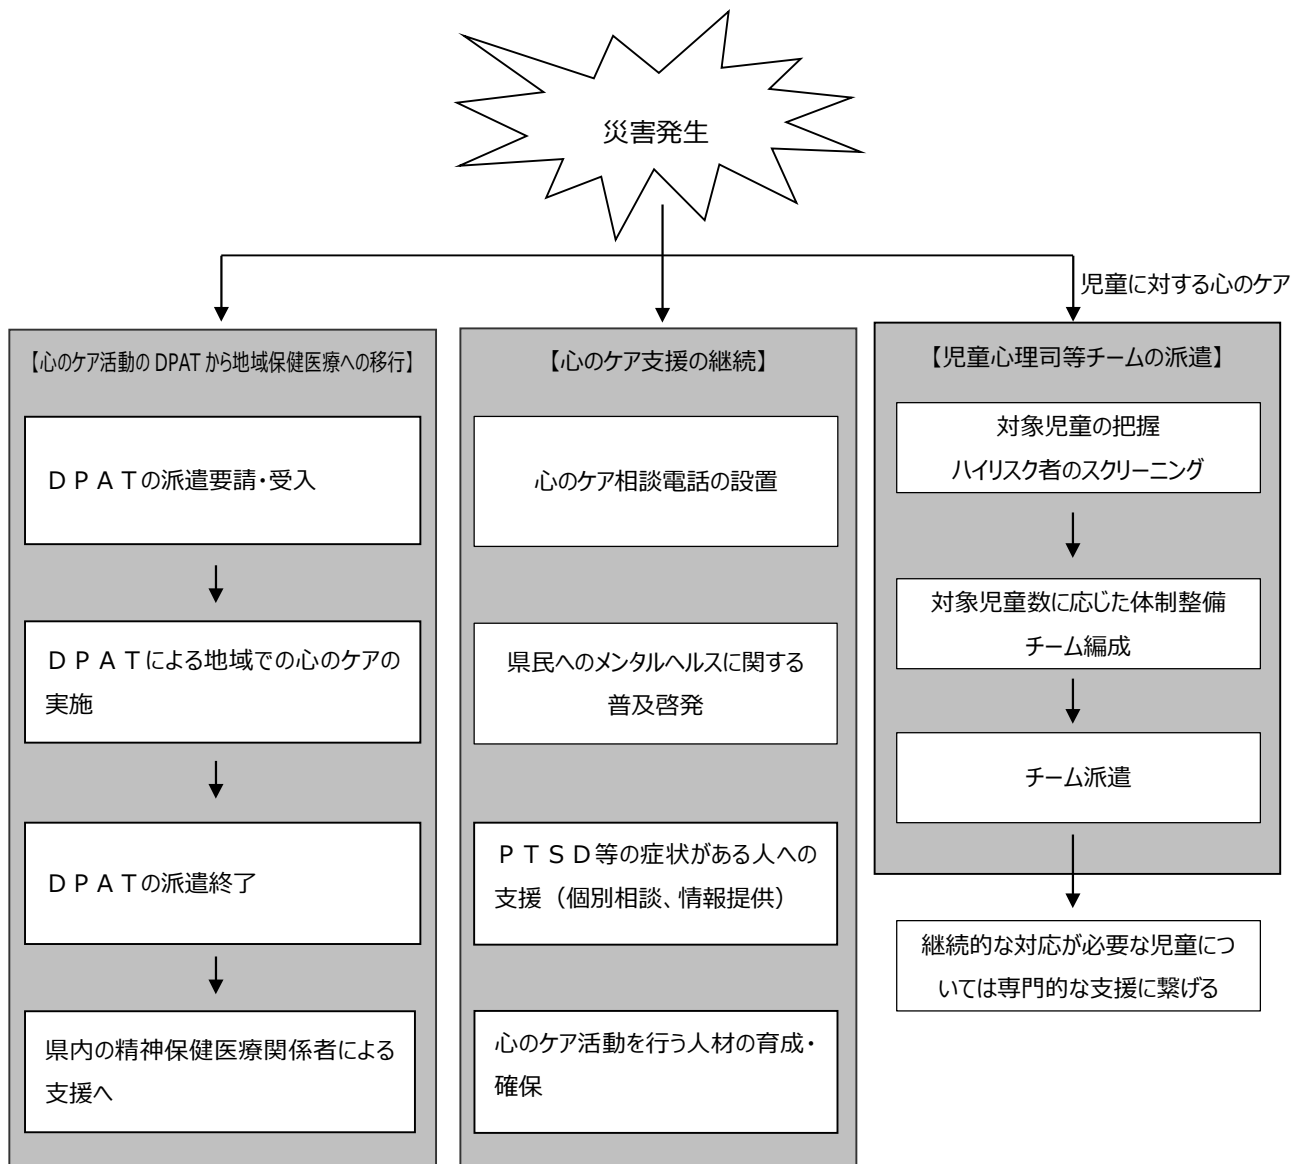 災害発生
児童に対する心のケア
【心のケア活動の DPAT から地域保健医療への移行】
ＤＰＡＴの派遣要請・受入
ＤＰＡＴによる地域での心のケアの
実施
ＤＰＡＴの派遣終了
県内の精神保健医療関係者による
支援へ
【心のケア支援の継続】
心のケア相談電話の設置
県民へのメンタルヘルスに関する
普及啓発
ＰＴＳＤ等の症状がある人への
支援（個別相談、情報提供）
心のケア活動を行う人材の育成・
確保
【児童心理司等チームの派遣】
対象児童の把握
ハイリスク者のスクリーニング
対象児童数に応じた体制整備
チーム編成
チーム派遣
継続的な対応が必要な児童につ
いては専門的な支援に繋げる